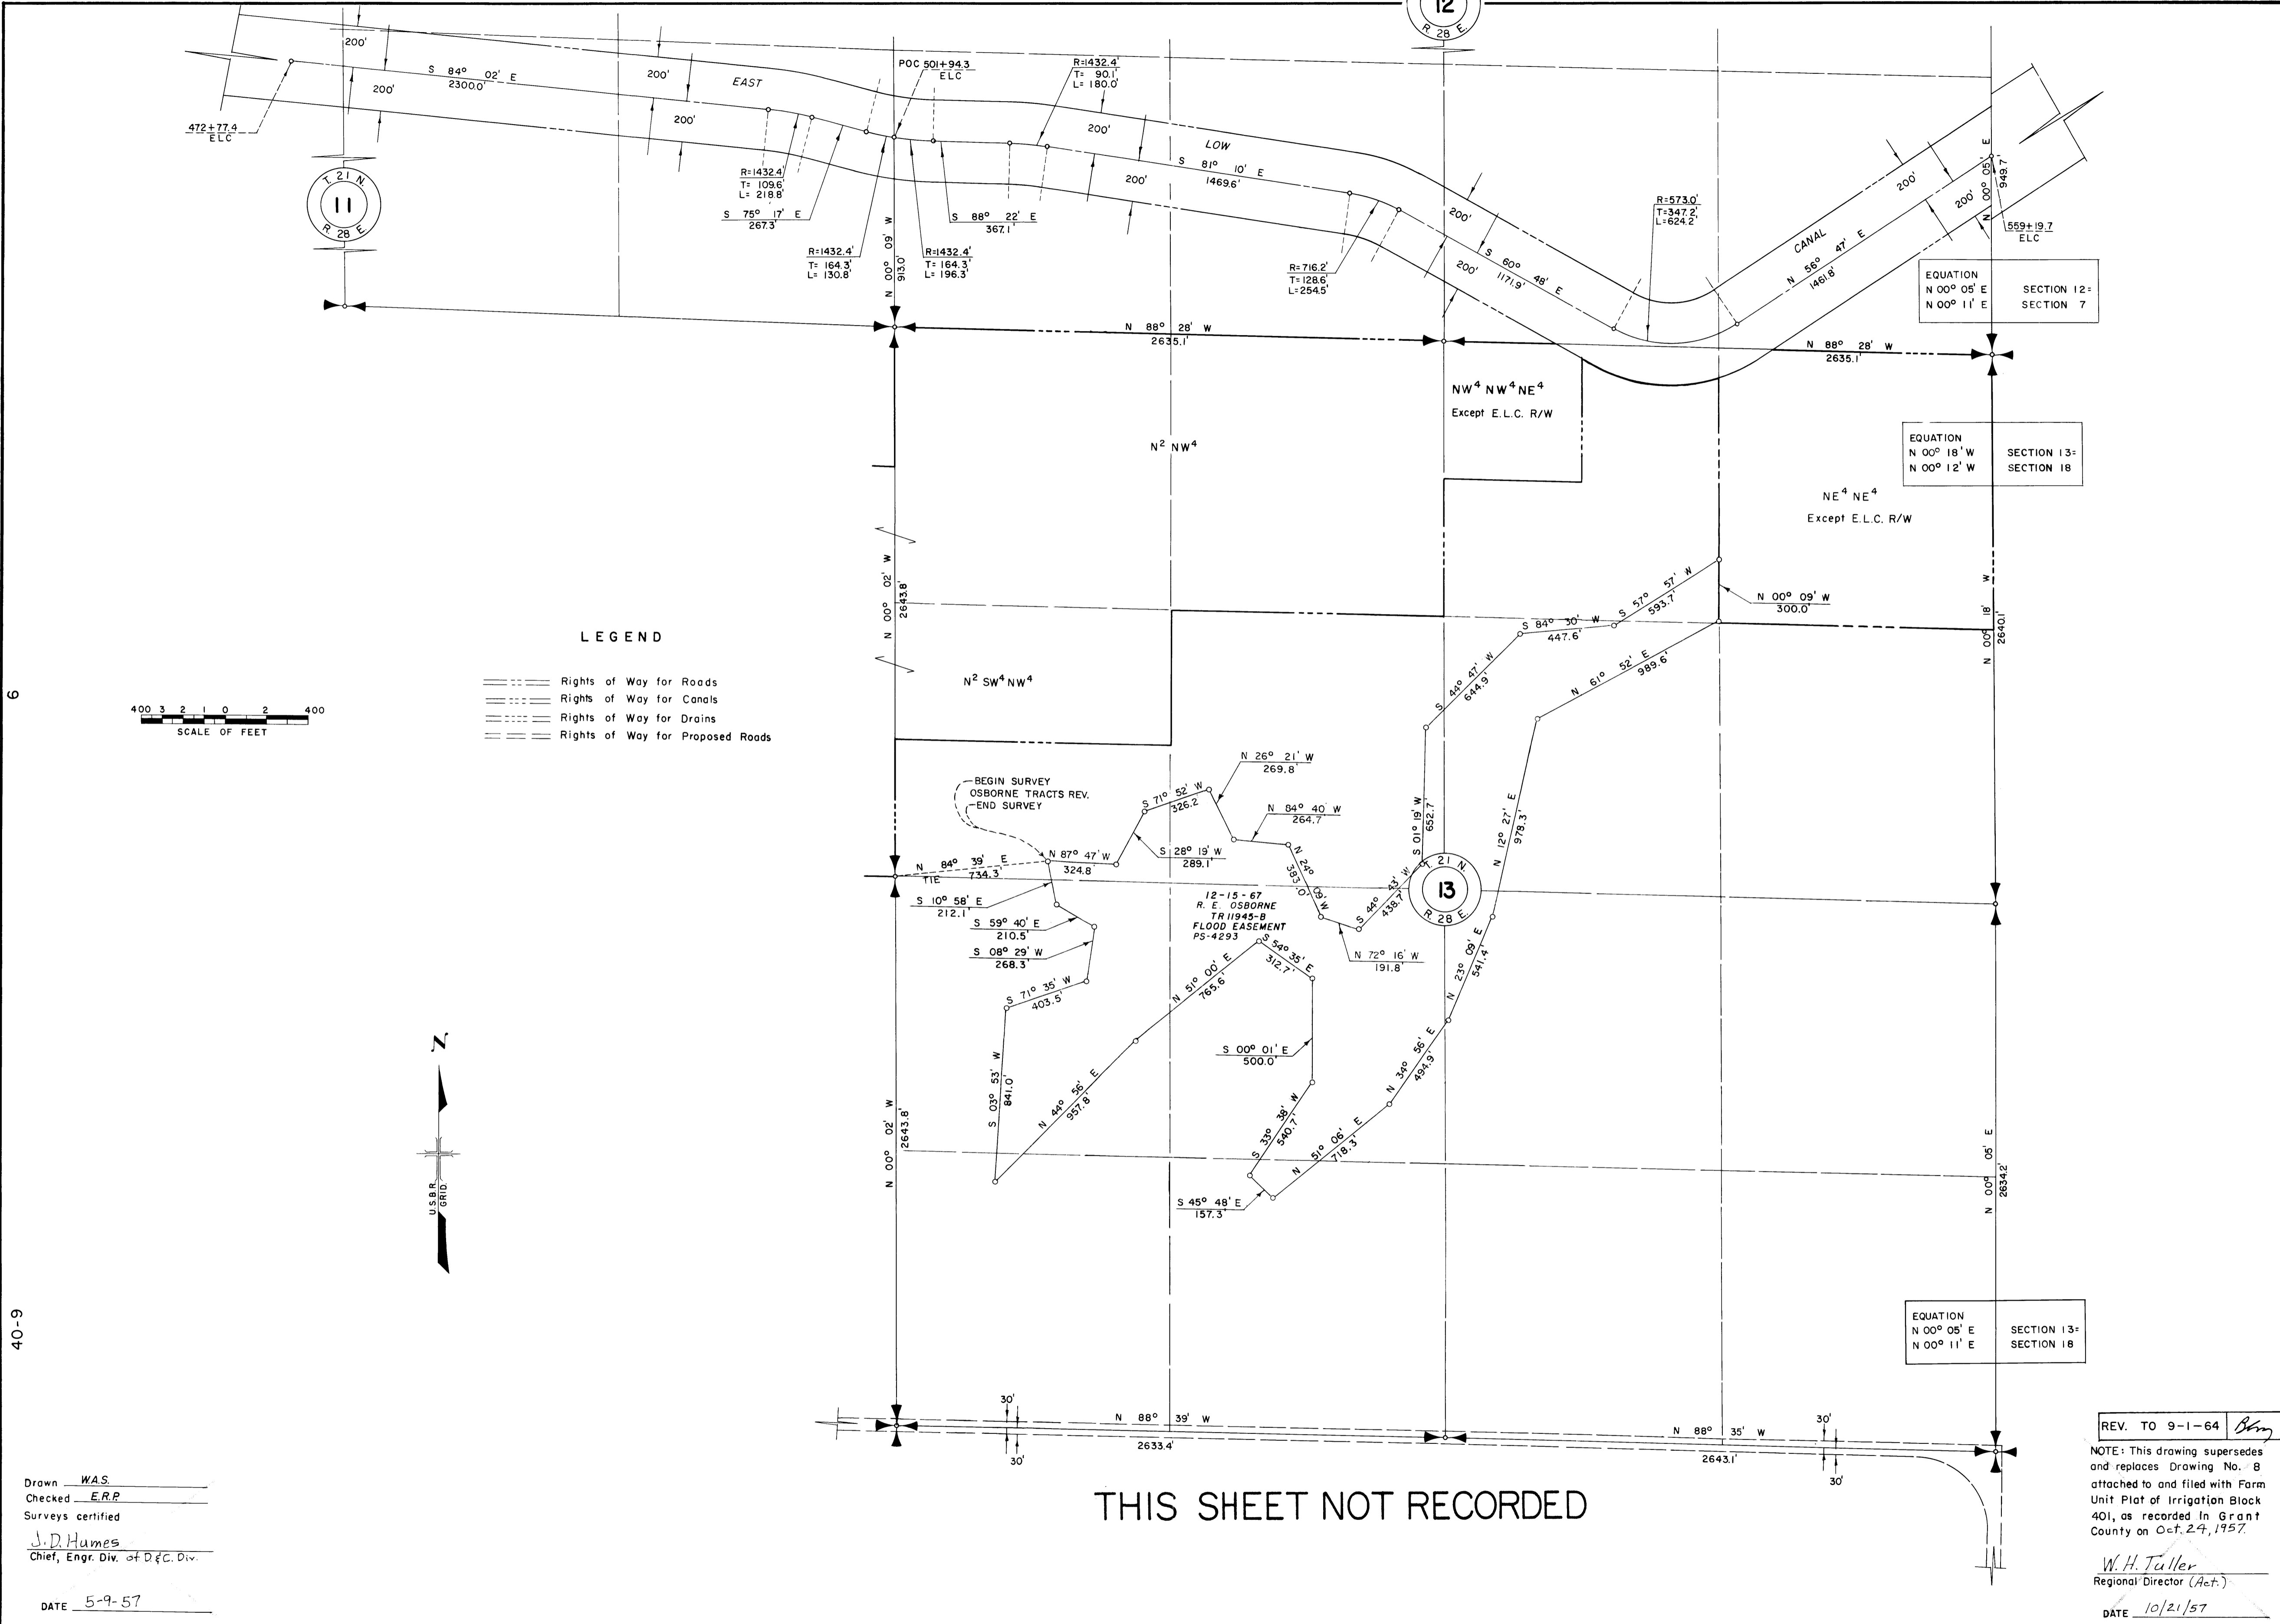 12
R. 28 E.
200'
200'
S 84° 02' E
2300.0'
472+77.4
ELC
200'
200'
EAST
POC 501+94.3
ELC
R=1432.4'
T= 90.1'
L= 180.0'
200'
200'
LOW
S 81° 10' E
1469.6'
T. 21 N.
11
R. 28 E.
R=1432.4'
T= 109.6'
L= 218.8'
S 75° 17' E
267.3'
R=1432.4'
T= 164.3'
L= 130.8'
N 00° 09' W
913.0'
S 88° 22' E
367.1'
R=1432.4'
T= 164.3'
L= 196.3'
R=716.2'
T=128.6'
L=254.5'
200'
200'
S 60° 48' E
1171.9'
R=573.0'
T=347.2'
L=624.2'
CANAL
N 56° 47' E
1461.8'
200'
200'
N 00° 05' E
949.7'
559+19.7
ELC
EQUATION
N 00° 05' E SECTION 12=
N 00° 11' E SECTION 7
N 88° 28' W
2635.1'
N 88° 28' W
2635.1'
NW4 NW4 NE4
Except E.L.C. R/W
N2 NW4
EQUATION
N 00° 18' W SECTION 13=
N 00° 12' W SECTION 18
NE4 NE4
Except E.L.C. R/W
N 00° 02' W
2643.8'
N 00° 18' W
2640.1'
N 00° 09' W
300.0'
S 57° 57' W
593.7'
S 84° 30' W
447.6'
S 44° 47' W
644.9'
N 61° 52' E
989.6'
LEGEND
Rights of Way for Roads
Rights of Way for Canals
Rights of Way for Drains
Rights of Way for Proposed Roads
N2 SW4 NW4
6
400 3 2 1 0 2 400
SCALE OF FEET
BEGIN SURVEY
OSBORNE TRACTS REV.
END SURVEY
N 26° 21' W
269.8'
S 71° 52' W
326.2
N 84° 40' W
264.7'
S 28° 19' W
289.1'
N 87° 47' W
324.8'
N 84° 39' E
TIE 734.3'
N 24° 09' W
383.0'
S 01° 19' W
652.7'
N 12° 27' E
978.3'
S 44° 43' W
438.7'
T. 21 N.
13
R. 28 E.
S 10° 58' E
212.1'
S 59° 40' E
210.5'
S 08° 29' W
268.3'
12-15-67
R. E. OSBORNE
TR 11945-B
FLOOD EASEMENT
PS-4293
N 72° 16' W
191.8'
S 54° 35' E
312.7'
N 51° 00' E
765.6'
N 23° 09' E
541.4'
S 71° 35' W
403.5'
S 00° 01' E
500.0'
N 34° 56' E
494.9'
S 03° 53' W
841.0'
N 44° 56' E
957.8'
S 33° 38' W
540.7'
N 51° 06' E
718.3'
S 45° 48' E
157.3'
N 00° 02' W
2643.8'
N 00° 05' E
2634.2'
N
U.S.B.R.
GRID.
40-9
EQUATION
N 00° 05' E SECTION 13=
N 00° 11' E SECTION 18
30'
30'
N 88° 39' W
2633.4'
N 88° 35' W
2643.1'
30'
30'
THIS SHEET NOT RECORDED
Drawn W.A.S.
Checked E.R.P.
Surveys certified
J.D. Humes
Chief, Engr. Div. of D.&C. Div.
DATE 5-9-57
REV. TO 9-1-64
NOTE: This drawing supersedes
and replaces Drawing No. 8
attached to and filed with Farm
Unit Plat of Irrigation Block
401, as recorded in Grant
County on Oct. 24, 1957.
W. H. Tuller
Regional Director (Act.)
DATE 10/21/57